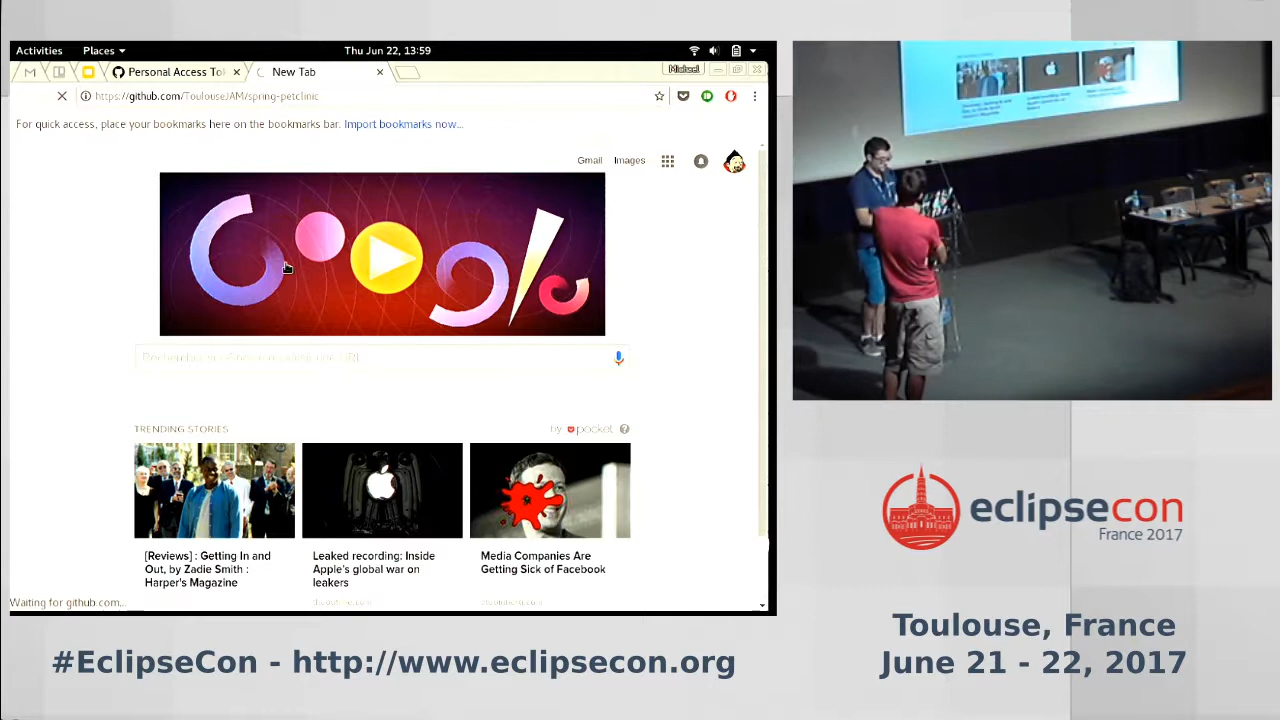 Activities Places Thu Jun 22, 13:59
Personal Access To New Tab Michael
https://github.com/ToulouseJAM/spring-petclinic
For quick access, place your bookmarks here on the bookmarks bar. Import bookmarks now...
Gmail Images
Google
TRENDING STORIES by pocket
[Reviews] : Getting In and
Out, by Zadie Smith :
Harper's Magazine
Leaked recording: Inside
Apple's global war on
leakers
Media Companies Are
Getting Sick of Facebook
Waiting for github.com...
eclipsecon
France 2017
Toulouse, France
June 21 - 22, 2017
#EclipseCon - http://www.eclipsecon.org